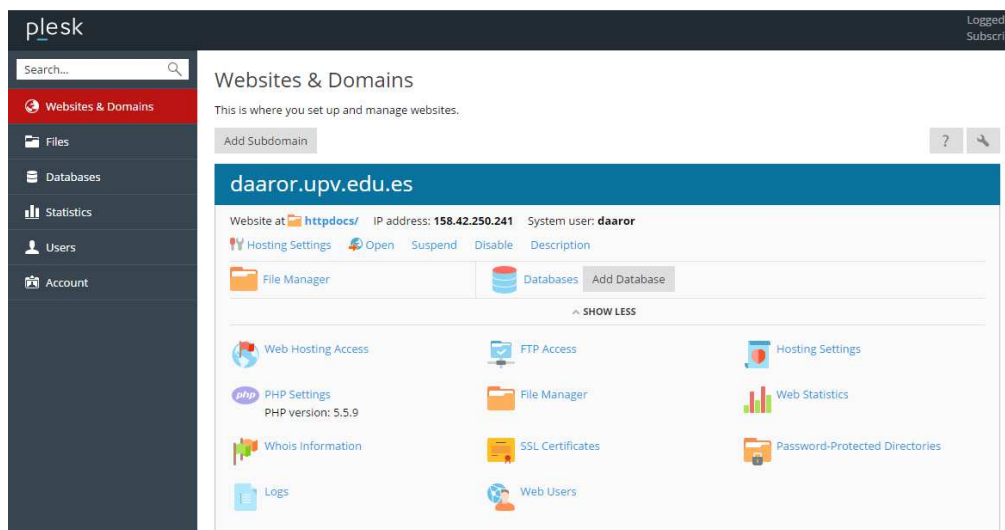 plesk
Logged
Subscri
Search...
Websites & Domains
Files
Databases
Statistics
Users
Account
Websites & Domains
This is where you set up and manage websites.
Add Subdomain
?
daaror.upv.edu.es
Website at httpdocs/ IP address: 158.42.250.241 System user: daaror
Hosting Settings Open Suspend Disable Description
File Manager Databases Add Database
SHOW LESS
Web Hosting Access FTP Access Hosting Settings
php PHP Settings File Manager Web Statistics
PHP version: 5.5.9
Whois Information SSL Certificates Password-Protected Directories
Logs Web Users